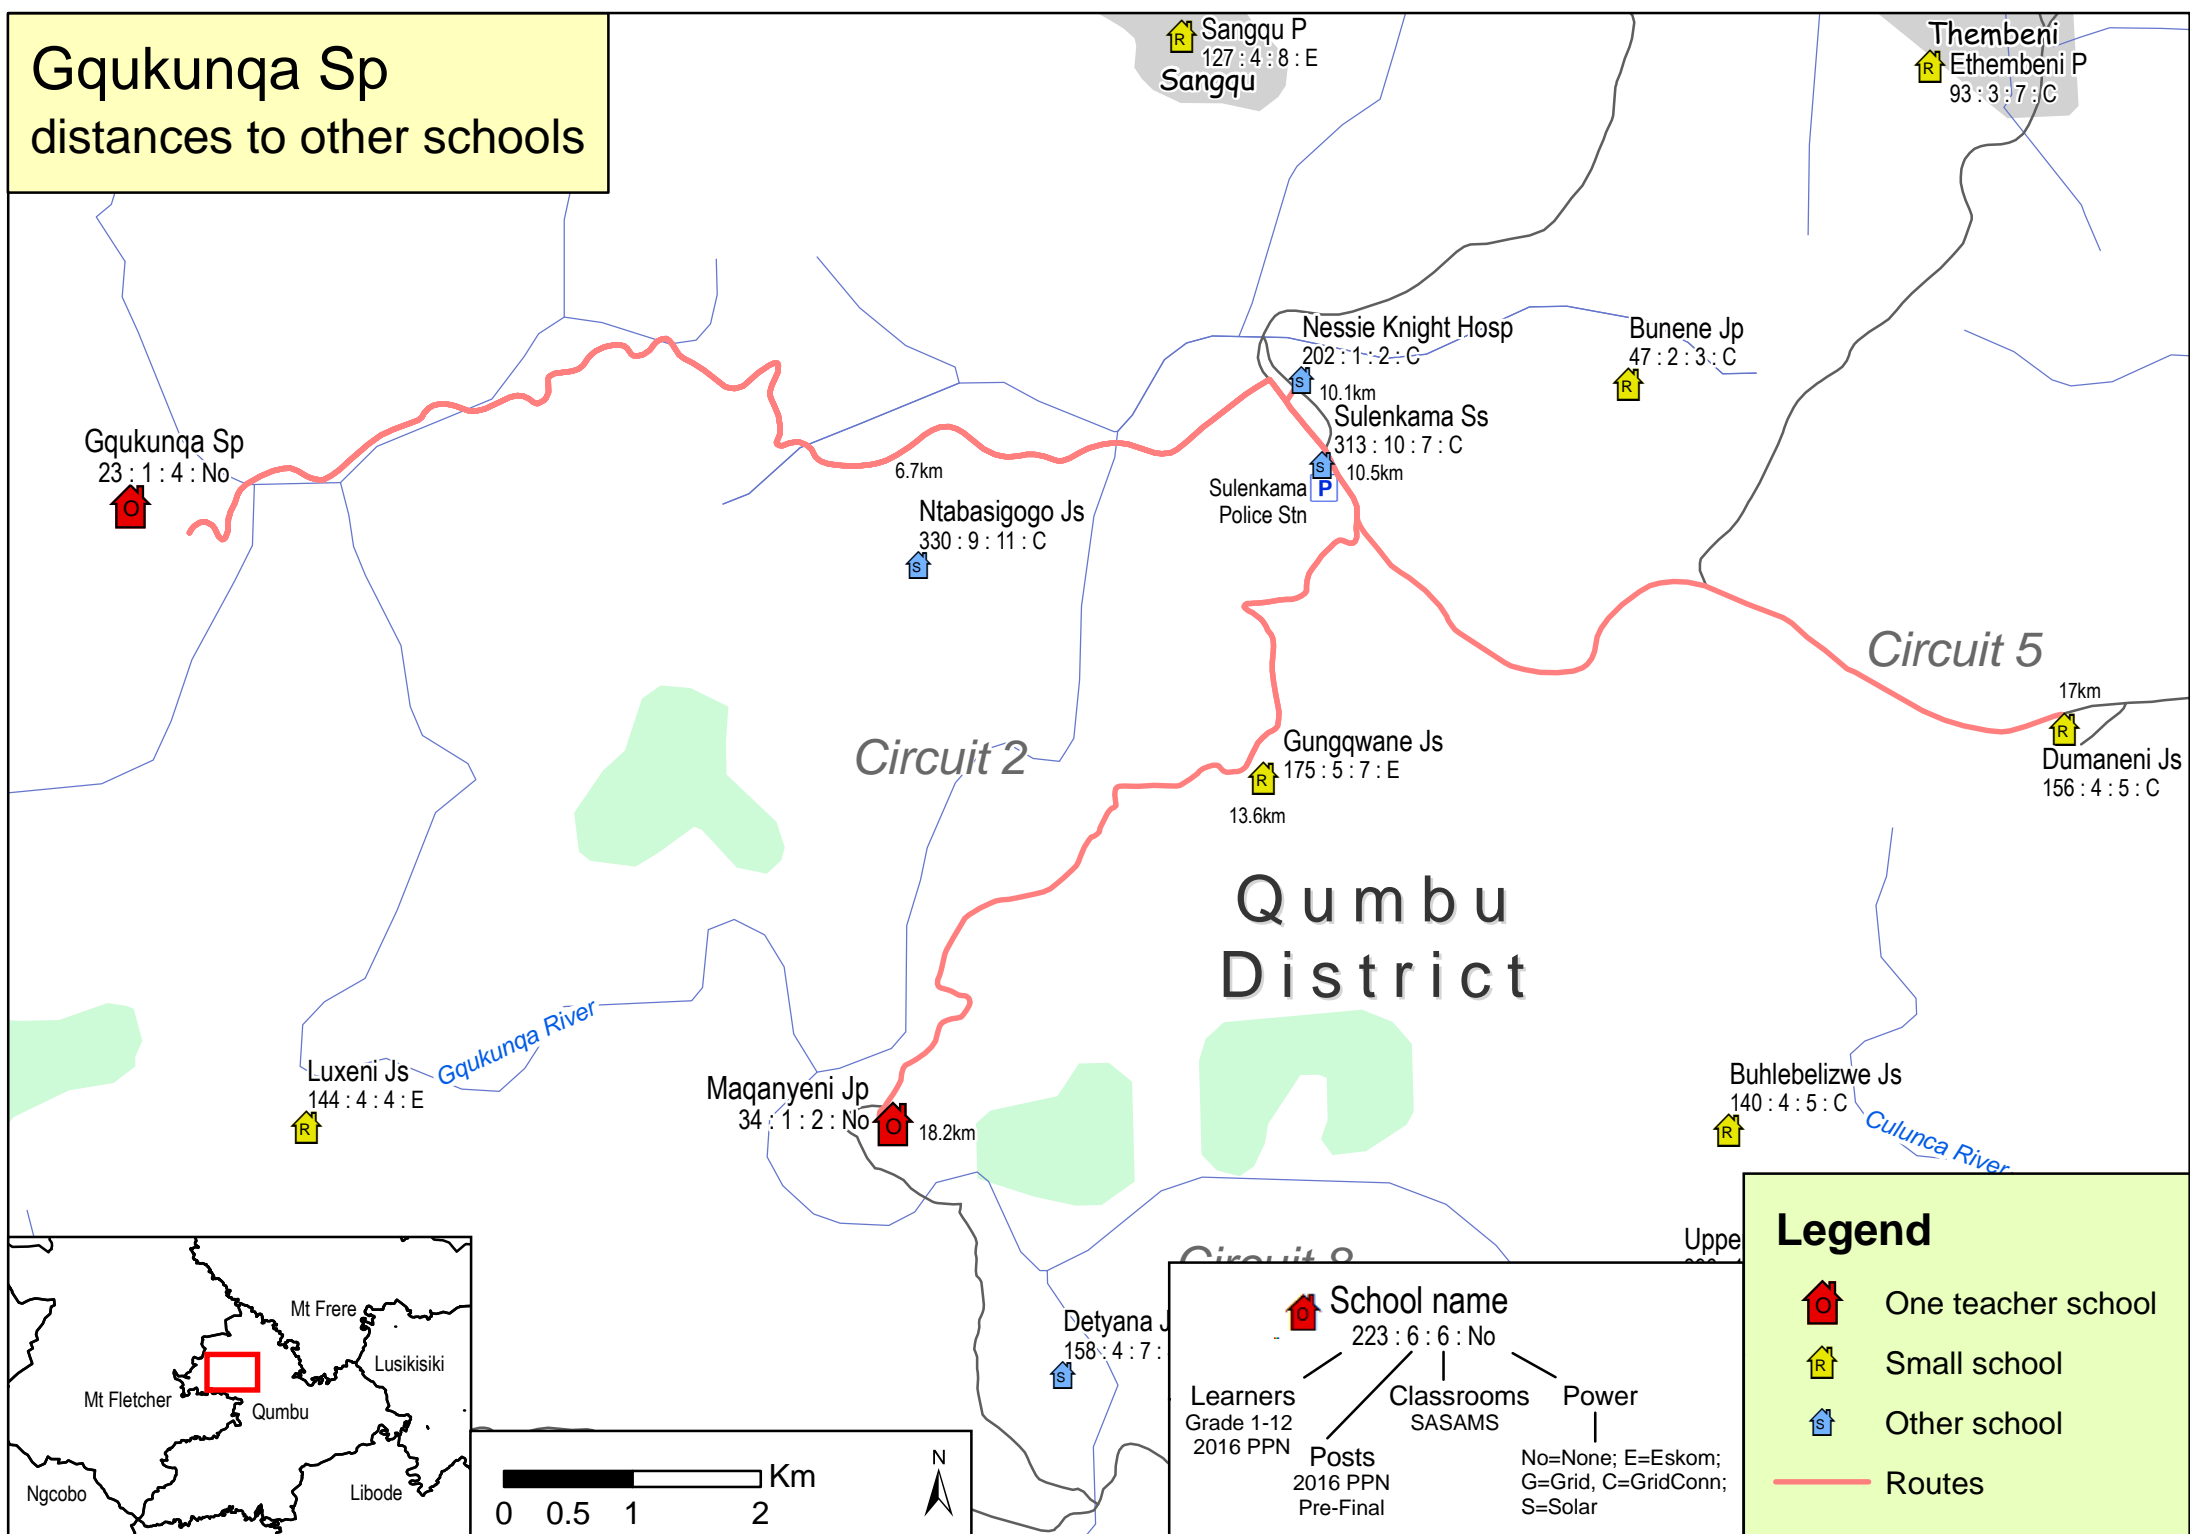 Gqukunqa Sp
distances to other schools
R
Sangqu P
127 : 4 : 8 : E
Sangqu
Thembeni
R
Ethembeni P
93 : 3 : 7 : C
Nessie Knight Hosp
202 : 1 : 2 : C
S
10.1km
Bunene Jp
47 : 2 : 3 : C
R
Sulenkama Ss
313 : 10 : 7 : C
S
10.5km
Sulenkama
Police Stn
P
Gqukunqa Sp
23 : 1 : 4 : No
O
6.7km
Ntabasigogo Js
330 : 9 : 11 : C
S
Circuit 5
17km
R
Dumaneni Js
156 : 4 : 5 : C
Circuit 2
Gungqwane Js
175 : 5 : 7 : E
R
13.6km
Qumbu
District
Gqukunqa River
Luxeni Js
144 : 4 : 4 : E
R
Maqanyeni Jp
34 : 1 : 2 : No
O
18.2km
Buhlebelizwe Js
140 : 4 : 5 : C
R
Culunca River
Circuit 8
Uppe
Detyana J
158 : 4 : 7 :
S
Mt Frere
Lusikisiki
Mt Fletcher
Qumbu
Ngcobo
Libode
Km
0 0.5 1 2
N
O
School name
223 : 6 : 6 : No
Learners
Grade 1-12
2016 PPN
Posts
2016 PPN
Pre-Final
Classrooms
SASAMS
Power
No=None; E=Eskom;
G=Grid, C=GridConn;
S=Solar
Legend
O
One teacher school
R
Small school
S
Other school
Routes